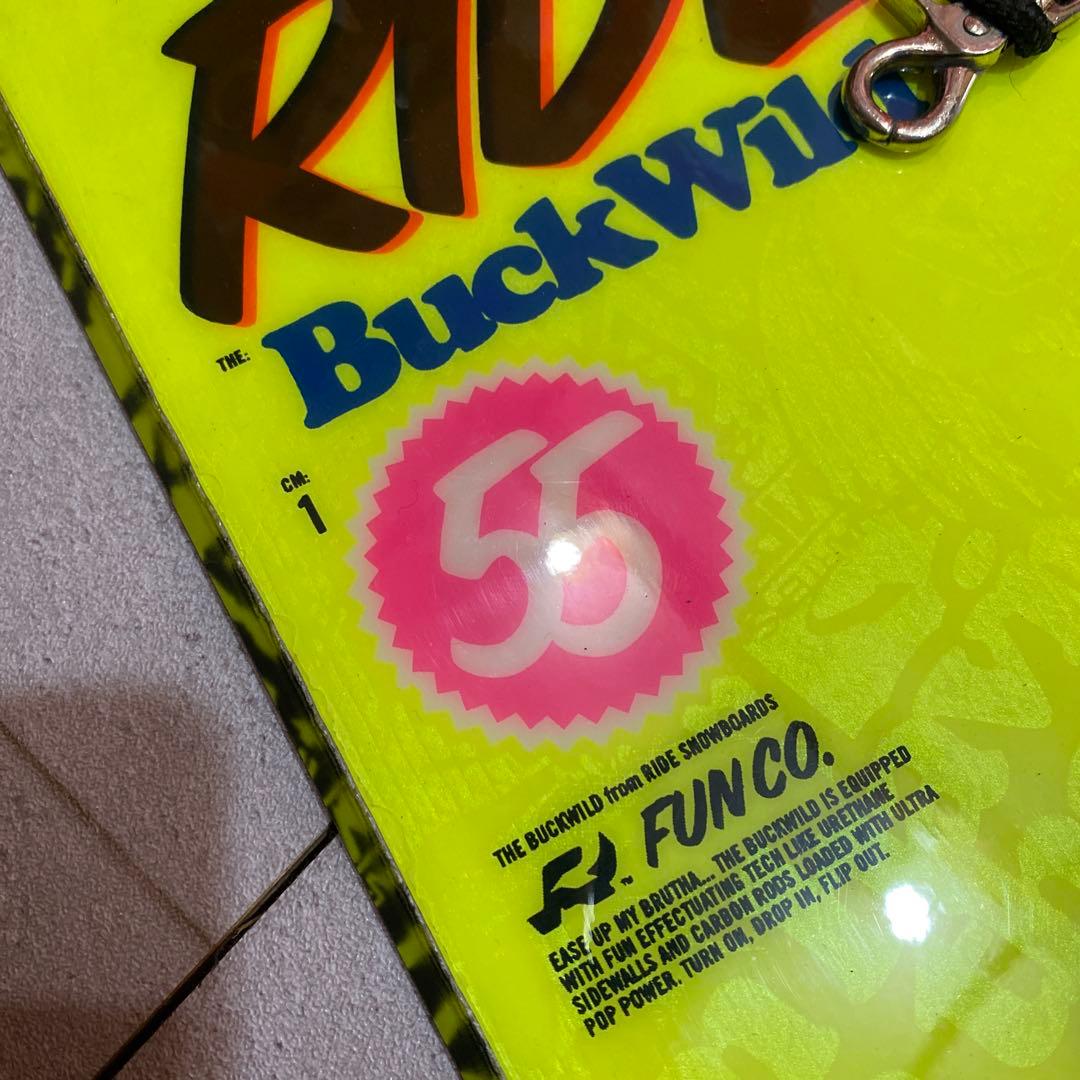 RIDE
THE: BuckWild
CM: 1
55
THE BUCKWILD from RIDE SNOWBOARDS
R.™ FUN CO.
EASE UP MY BRUTHA... THE BUCKWILD IS EQUIPPED
WITH FUN EFFECTUATING TECH LIKE URETHANE
SIDEWALLS AND CARBON RODS LOADED WITH ULTRA
POP POWER. TURN ON, DROP IN, FLIP OUT.